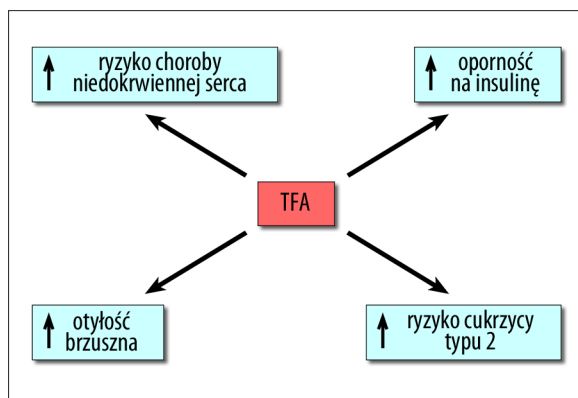 ryzyko choroby
niedokrwiennej serca
oporność
na insulinę
TFA
otyłość
brzuszna
ryzyko cukrzycy
typu 2